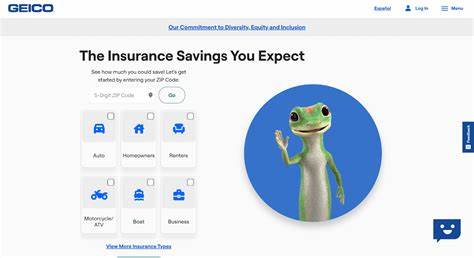 GEICO
Español
Log In
Menu
Our Commitment to Diversity, Equity and Inclusion
The Insurance Savings You Expect
See how much you could save! Let's get
started by entering your ZIP Code.
5-Digit ZIP Code
Go
Auto
Homeowners
Renters
Motorcycle/
ATV
Boat
Business
View More Insurance Types
Feedback